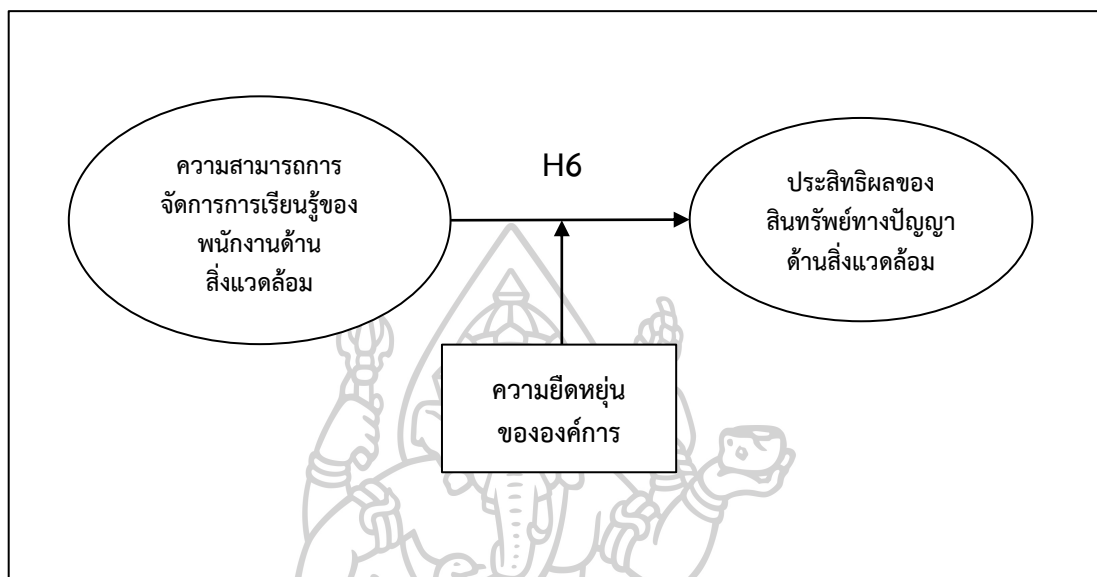 ความสามารถการ
จัดการการเรียนรู้ของ
พนักงานด้าน
สิ่งแวดล้อม
H6
ประสิทธิผลของ
สินทรัพย์ทางปัญญา
ด้านสิ่งแวดล้อม
ความยืดหยุ่น
ขององค์การ